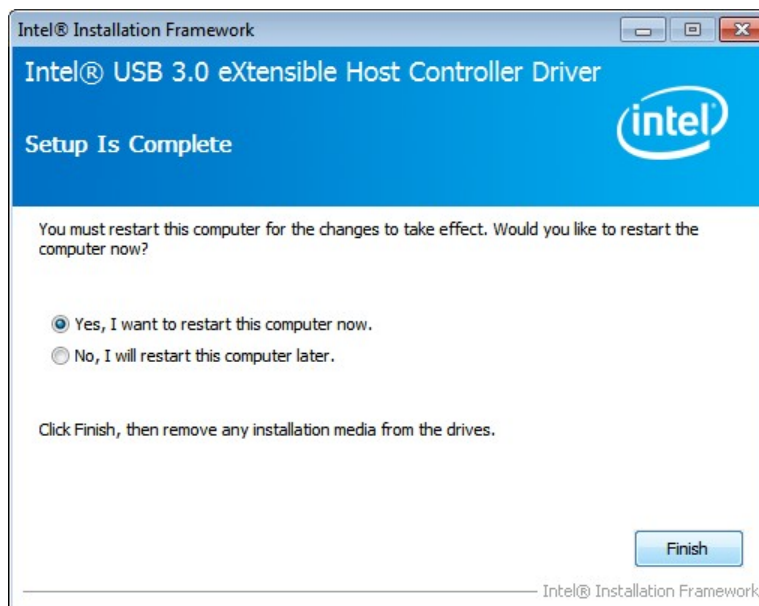 Intel® Installation Framework
Intel® USB 3.0 eXtensible Host Controller Driver
intel®
Setup Is Complete
You must restart this computer for the changes to take effect. Would you like to restart the
computer now?
Yes, I want to restart this computer now.
No, I will restart this computer later.
Click Finish, then remove any installation media from the drives.
Finish
Intel® Installation Framework